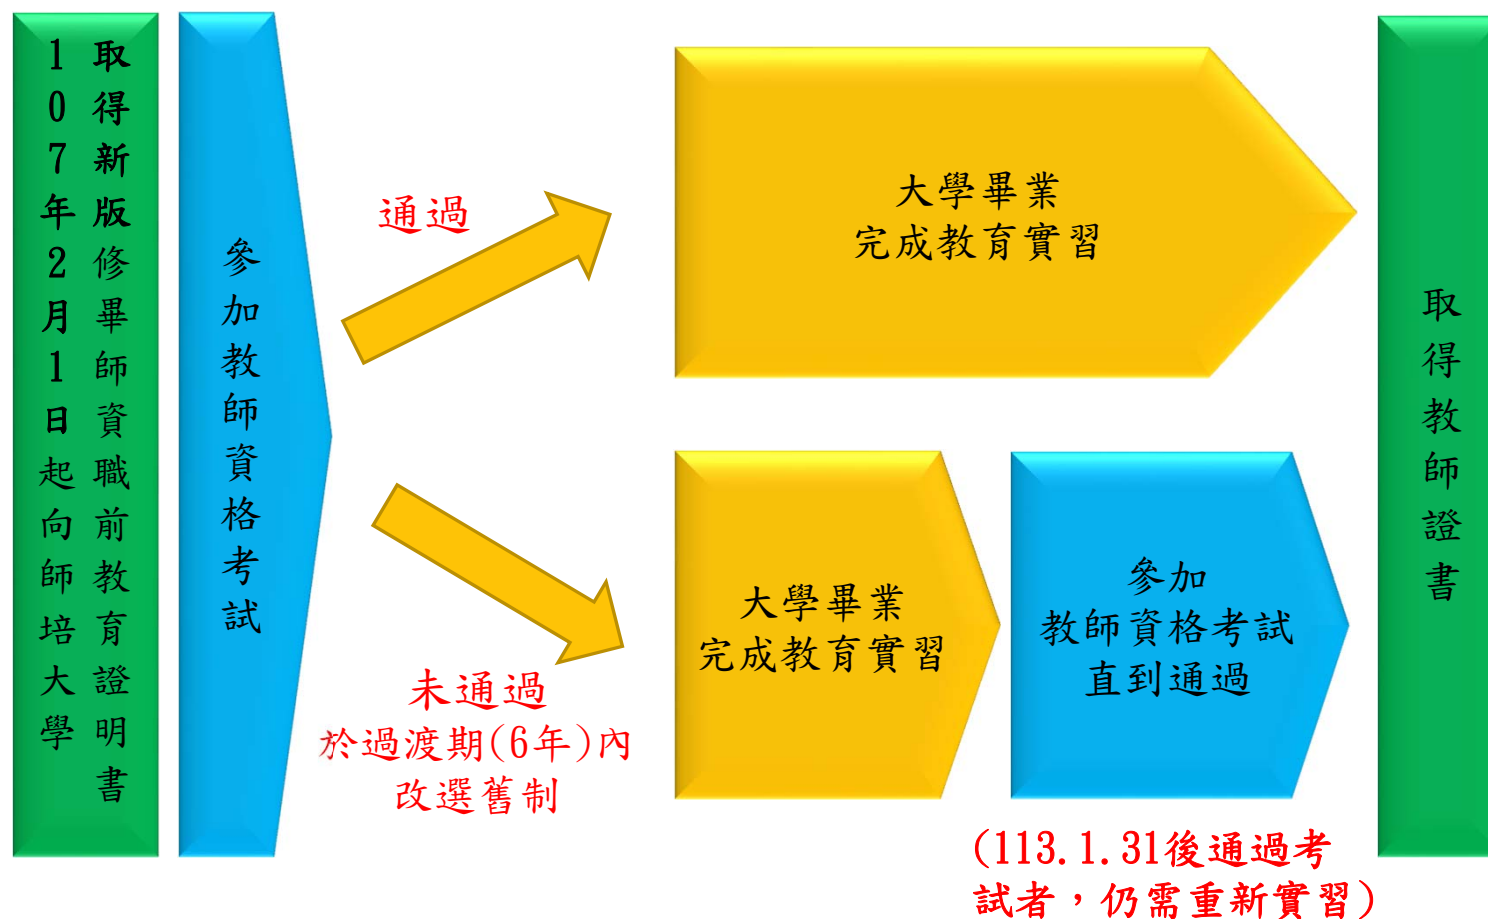 107年2月1日起向師培大學
取得新版修畢師資職前教育證明書
參加教師資格考試
通過
大學畢業
完成教育實習
未通過
於過渡期(6年)內
改選舊制
大學畢業
完成教育實習
參加
教師資格考試
直到通過
(113.1.31後通過考
試者，仍需重新實習)
取得教師證書